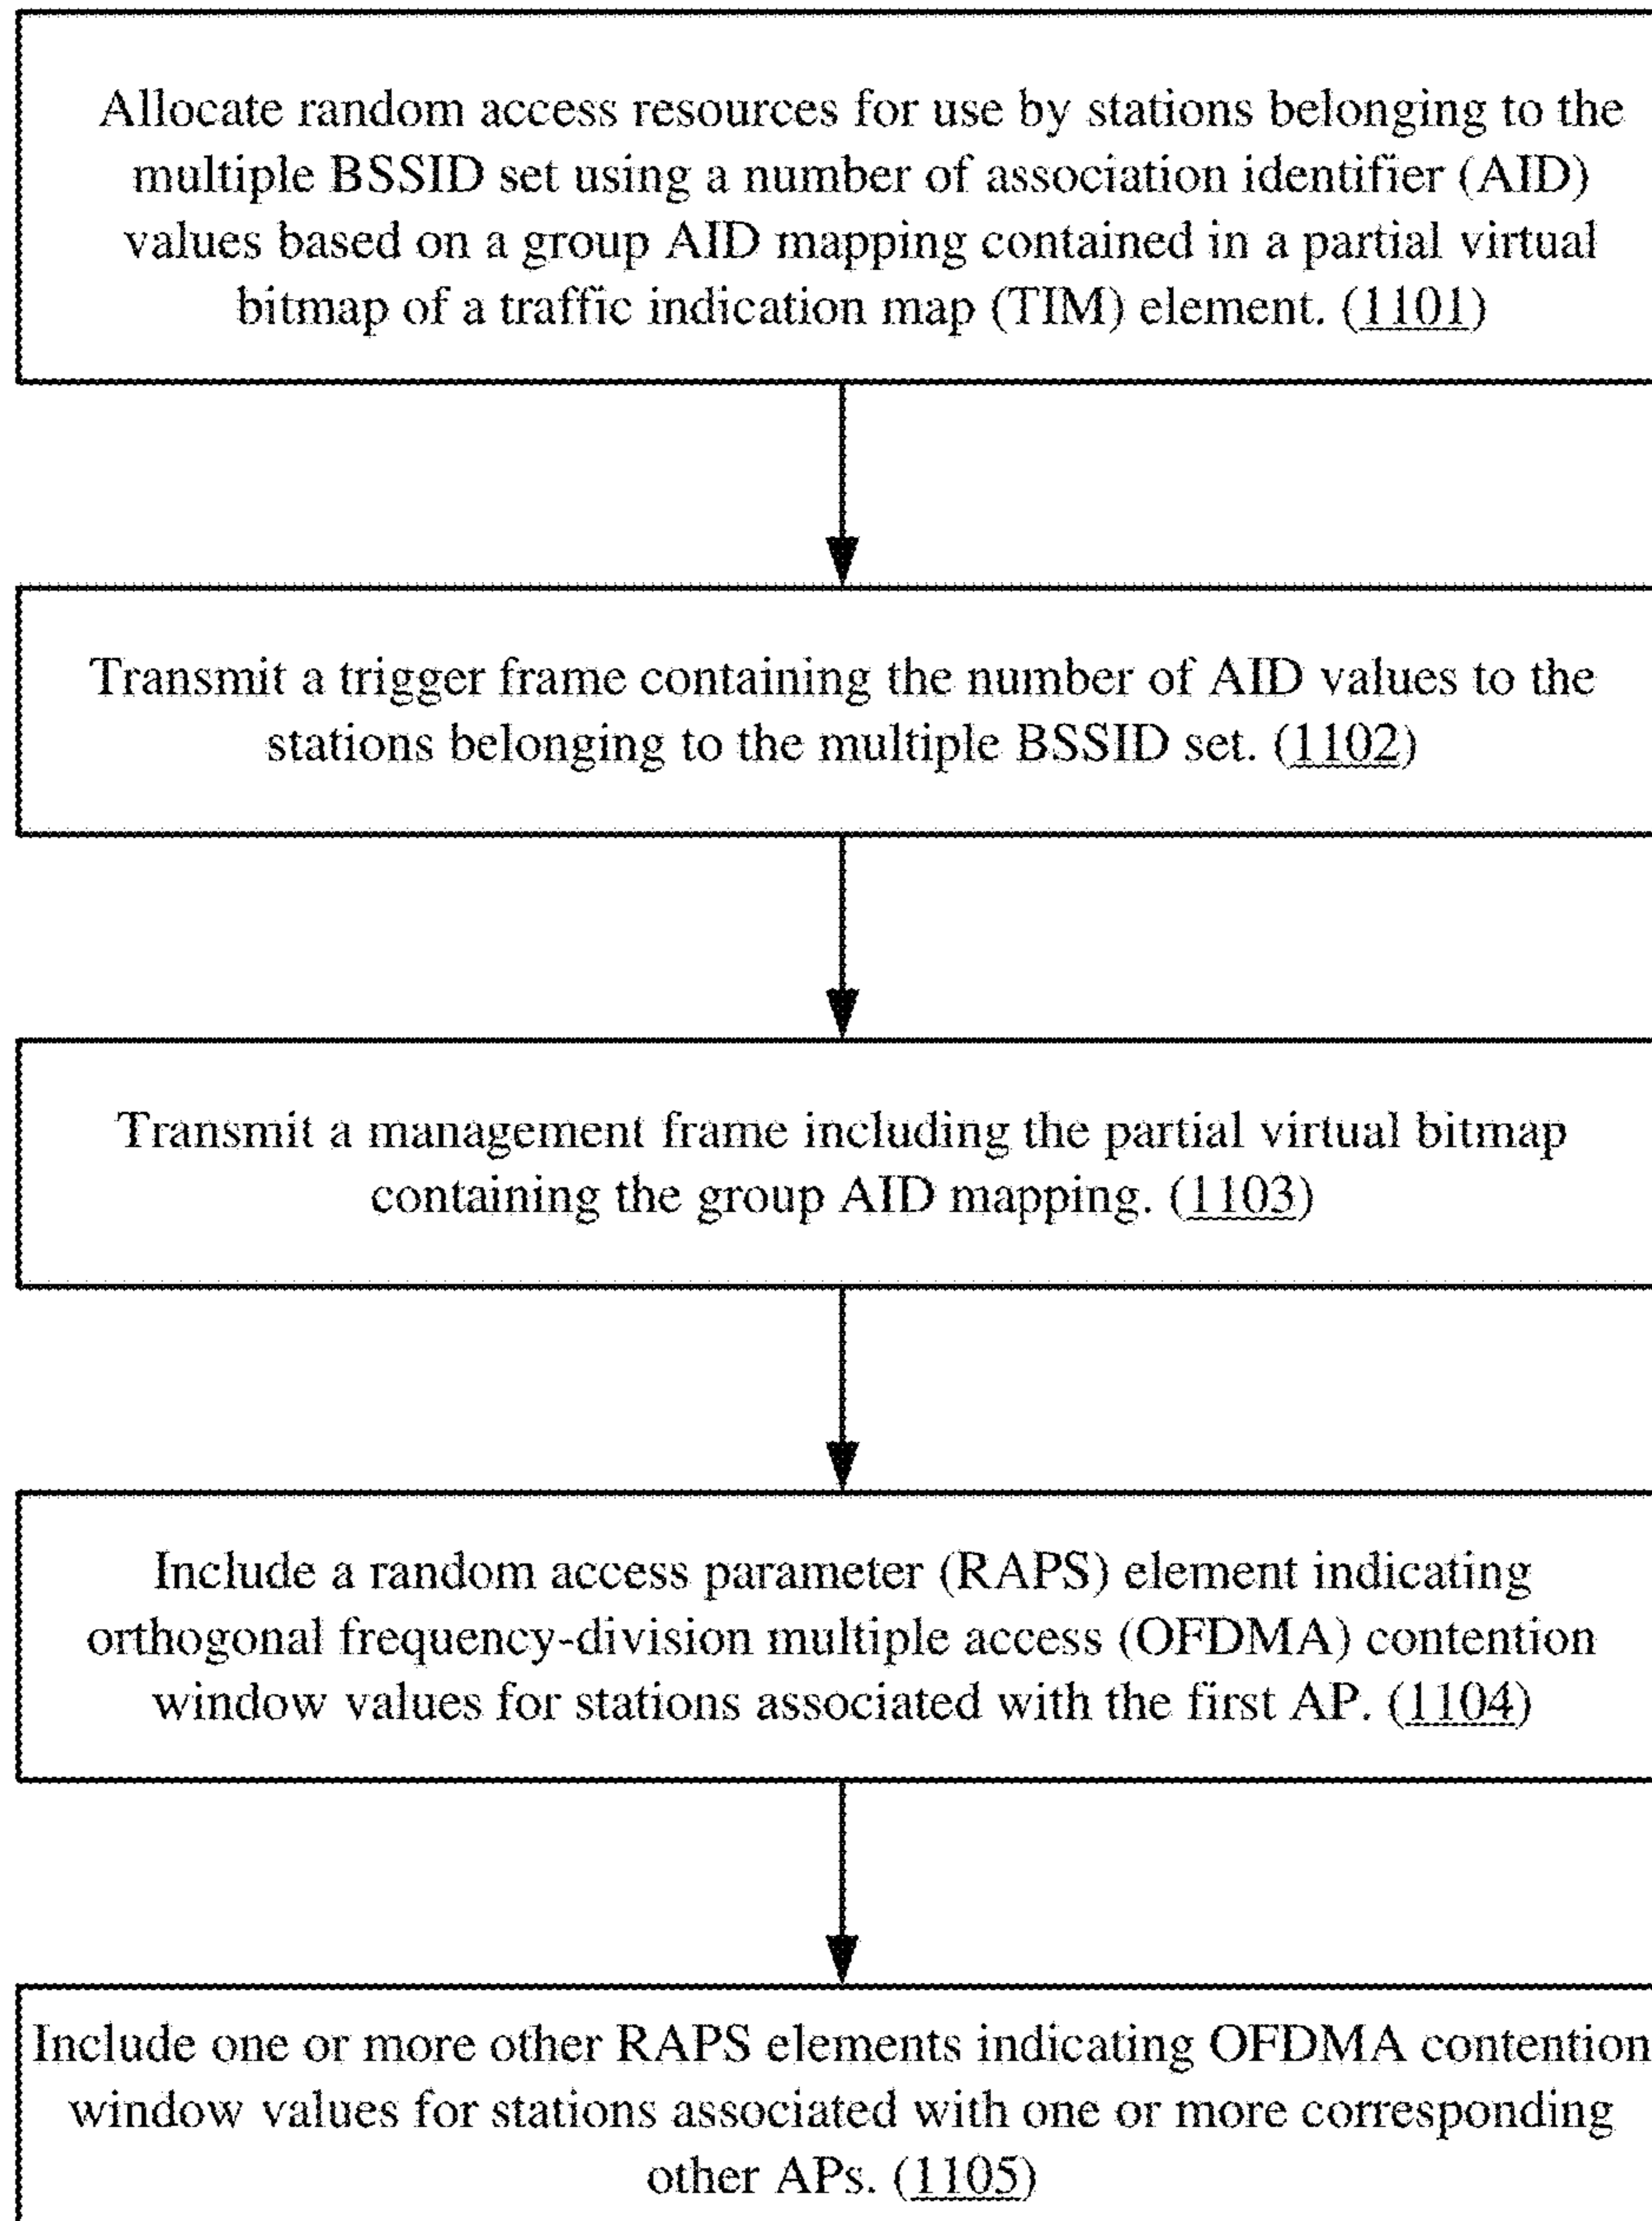 Allocate random access resources for use by stations belonging to the
multiple BSSID set using a number of association identifier (AID)
values based on a group AID mapping contained in a partial virtual
bitmap of a traffic indication map (TIM) element. (1101)
Transmit a trigger frame containing the number of AID values to the
stations belonging to the multiple BSSID set. (1102)
Transmit a management frame including the partial virtual bitmap
containing the group AID mapping. (1103)
Include a random access parameter (RAPS) element indicating
orthogonal frequency-division multiple access (OFDMA) contention
window values for stations associated with the first AP. (1104)
Include one or more other RAPS elements indicating OFDMA contention
window values for stations associated with one or more corresponding
other APs. (1105)